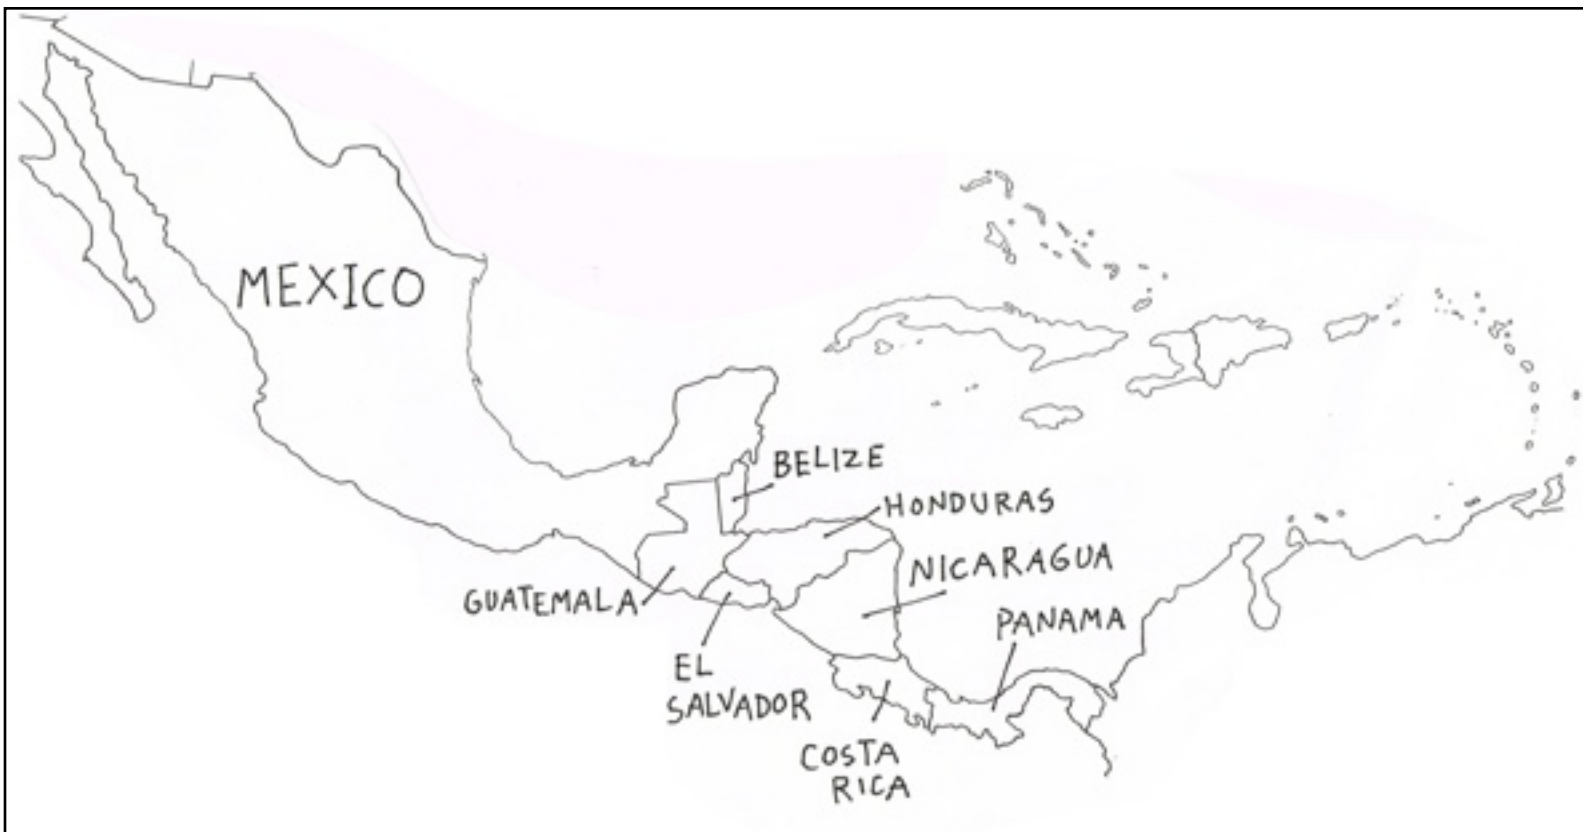 MEXICO
BELIZE
HONDURAS
NICARAGUA
GUATEMALA
PANAMA
EL
SALVADOR
COSTA
RICA